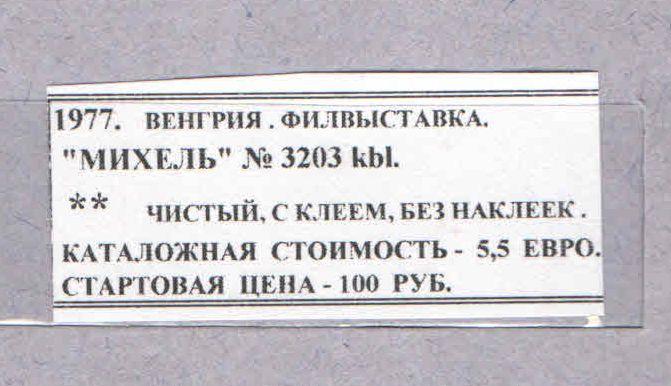 1977. ВЕНГРИЯ. ФИЛВЫСТАВКА.
"МИХЕЛЬ" № 3203 kbl.
** ЧИСТЫЙ, С КЛЕЕМ, БЕЗ НАКЛЕЕК.
КАТАЛОЖНАЯ СТОИМОСТЬ - 5,5 ЕВРО.
СТАРТОВАЯ ЦЕНА - 100 РУБ.